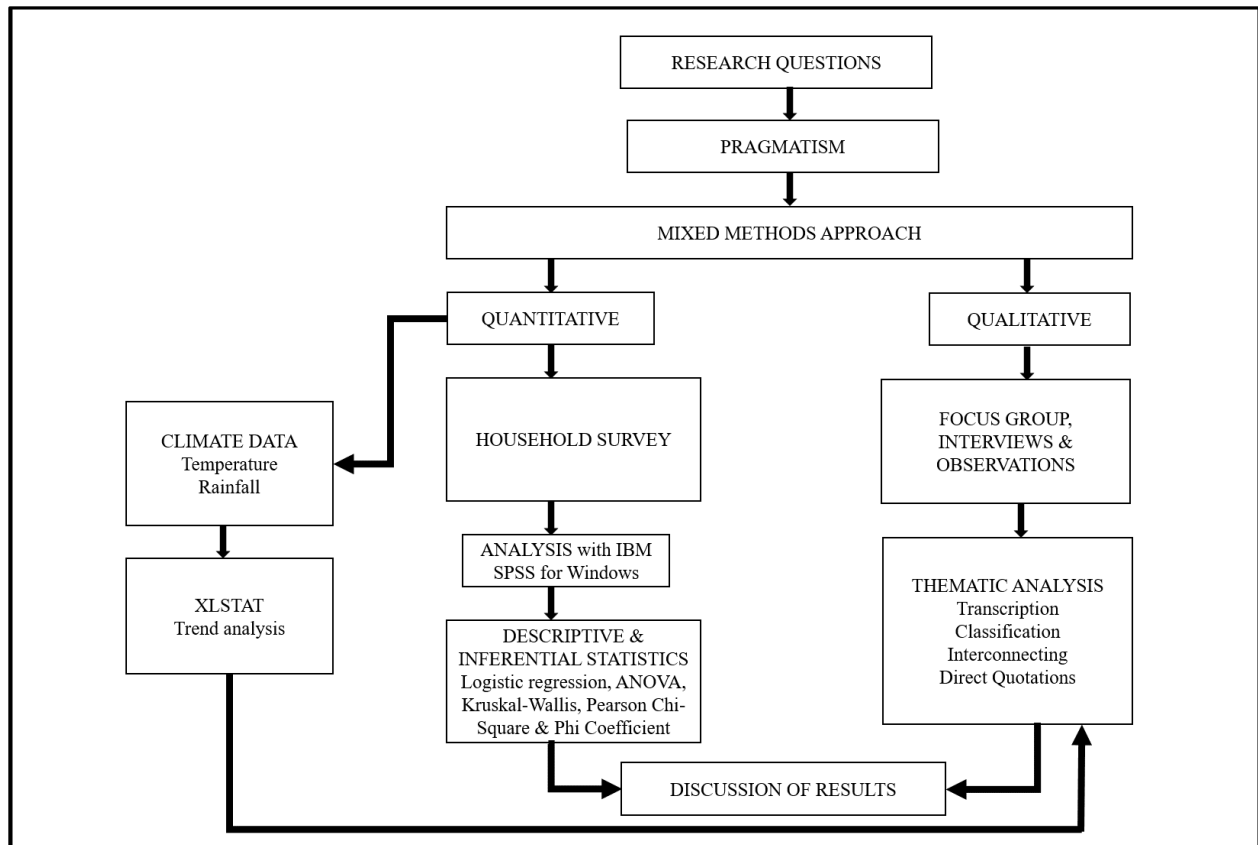 RESEARCH QUESTIONS
PRAGMATISM
MIXED METHODS APPROACH
QUANTITATIVE
QUALITATIVE
CLIMATE DATA
Temperature
Rainfall
HOUSEHOLD SURVEY
FOCUS GROUP,
INTERVIEWS &
OBSERVATIONS
XLSTAT
Trend analysis
ANALYSIS with IBM
SPSS for Windows
DESCRIPTIVE &
INFERENTIAL STATISTICS
Logistic regression, ANOVA,
Kruskal-Wallis, Pearson Chi-
Square & Phi Coefficient
THEMATIC ANALYSIS
Transcription
Classification
Interconnecting
Direct Quotations
DISCUSSION OF RESULTS